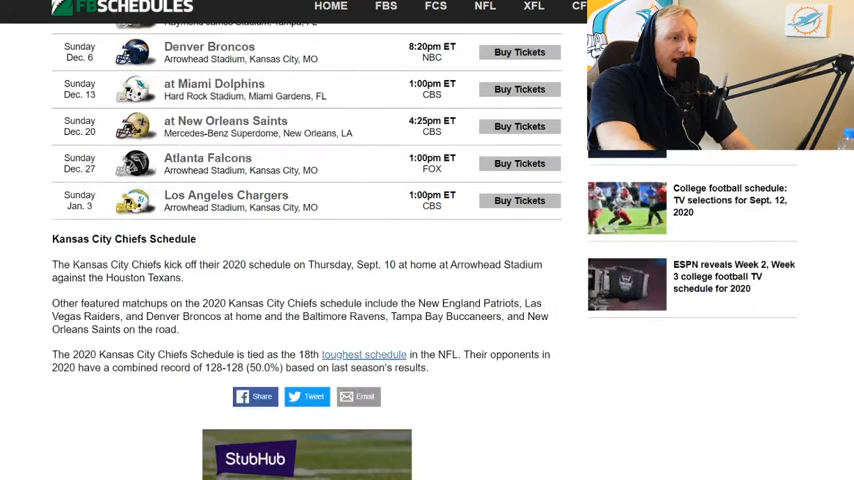 FBSCHEDULES
HOME FBS FCS NFL XFL CF
Raymond James Stadium, Tampa, FL
Sunday Dec. 6 Denver Broncos Arrowhead Stadium, Kansas City, MO 8:20pm ET NBC Buy Tickets
Sunday Dec. 13 at Miami Dolphins Hard Rock Stadium, Miami Gardens, FL 1:00pm ET CBS Buy Tickets
Sunday Dec. 20 at New Orleans Saints Mercedes-Benz Superdome, New Orleans, LA 4:25pm ET CBS Buy Tickets
Sunday Dec. 27 Atlanta Falcons Arrowhead Stadium, Kansas City, MO 1:00pm ET FOX Buy Tickets
Sunday Jan. 3 Los Angeles Chargers Arrowhead Stadium, Kansas City, MO 1:00pm ET CBS Buy Tickets
Kansas City Chiefs Schedule
The Kansas City Chiefs kick off their 2020 schedule on Thursday, Sept. 10 at home at Arrowhead Stadium
against the Houston Texans.
Other featured matchups on the 2020 Kansas City Chiefs schedule include the New England Patriots, Las
Vegas Raiders, and Denver Broncos at home and the Baltimore Ravens, Tampa Bay Buccaneers, and New
Orleans Saints on the road.
The 2020 Kansas City Chiefs Schedule is tied as the 18th toughest schedule in the NFL. Their opponents in
2020 have a combined record of 128-128 (50.0%) based on last season's results.
Share Tweet Email
StubHub
College football schedule:
TV selections for Sept. 12,
2020
ESPN reveals Week 2, Week
3 college football TV
schedule for 2020